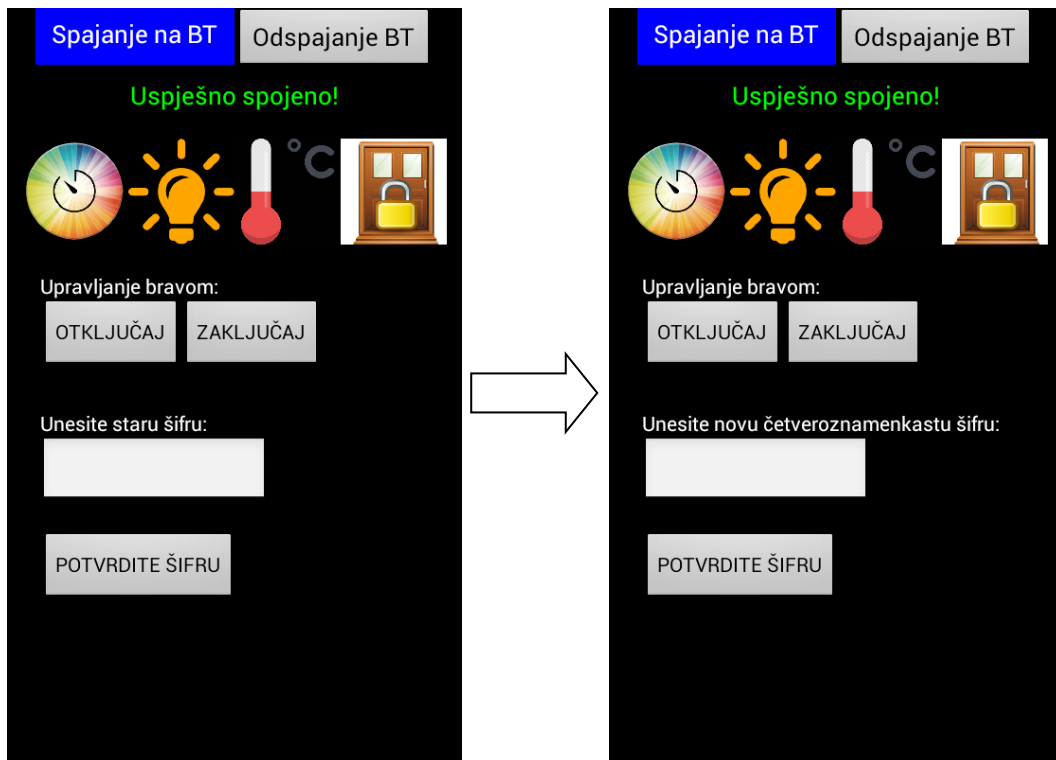 Spajanje na BT
Odspajanje BT
Uspješno spojeno!
°C
Upravljanje bravom:
OTKLJUČAJ
ZAKLJUČAJ
Unesite staru šifru:
POTVRDITE ŠIFRU
Spajanje na BT
Odspajanje BT
Uspješno spojeno!
°C
Upravljanje bravom:
OTKLJUČAJ
ZAKLJUČAJ
Unesite novu četveroznamenkastu šifru:
POTVRDITE ŠIFRU